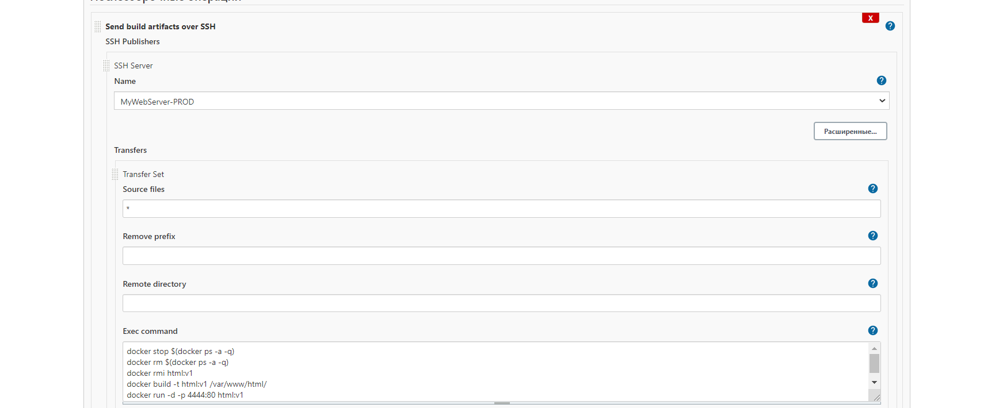 Send build artifacts over SSH
X
?
SSH Publishers
SSH Server
Name
?
MyWebServer-PROD
Расширенные...
Transfers
Transfer Set
Source files
?
*
Remove prefix
?
Remote directory
?
Exec command
?
docker stop $(docker ps -a -q)
docker rm $(docker ps -a -q)
docker rmi html:v1
docker build -t html:v1 /var/www/html/
docker run -d -p 4444:80 html:v1